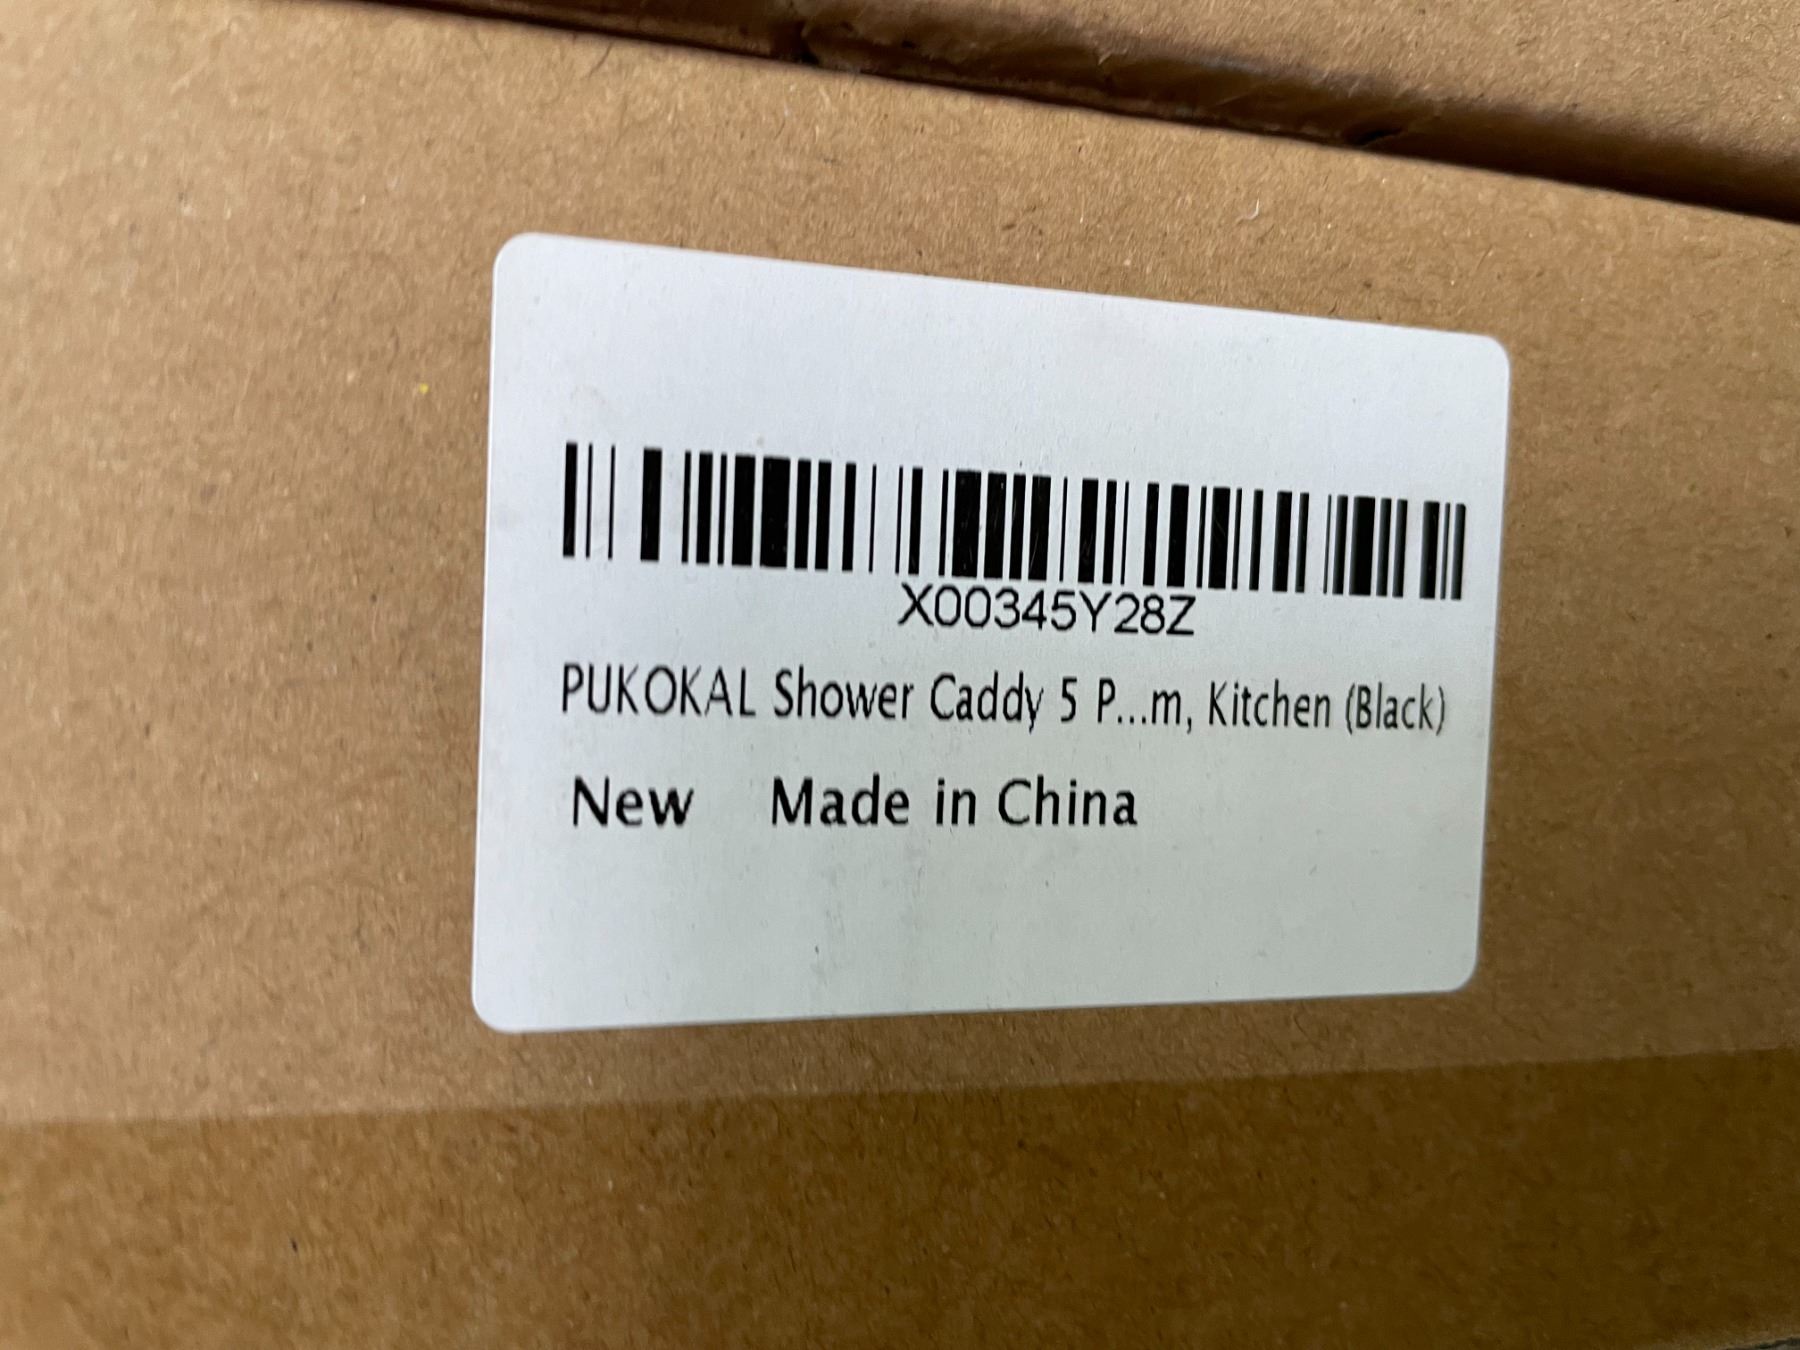 X00345Y28Z
PUKOKAL Shower Caddy 5 P...m, Kitchen (Black)
New Made in China